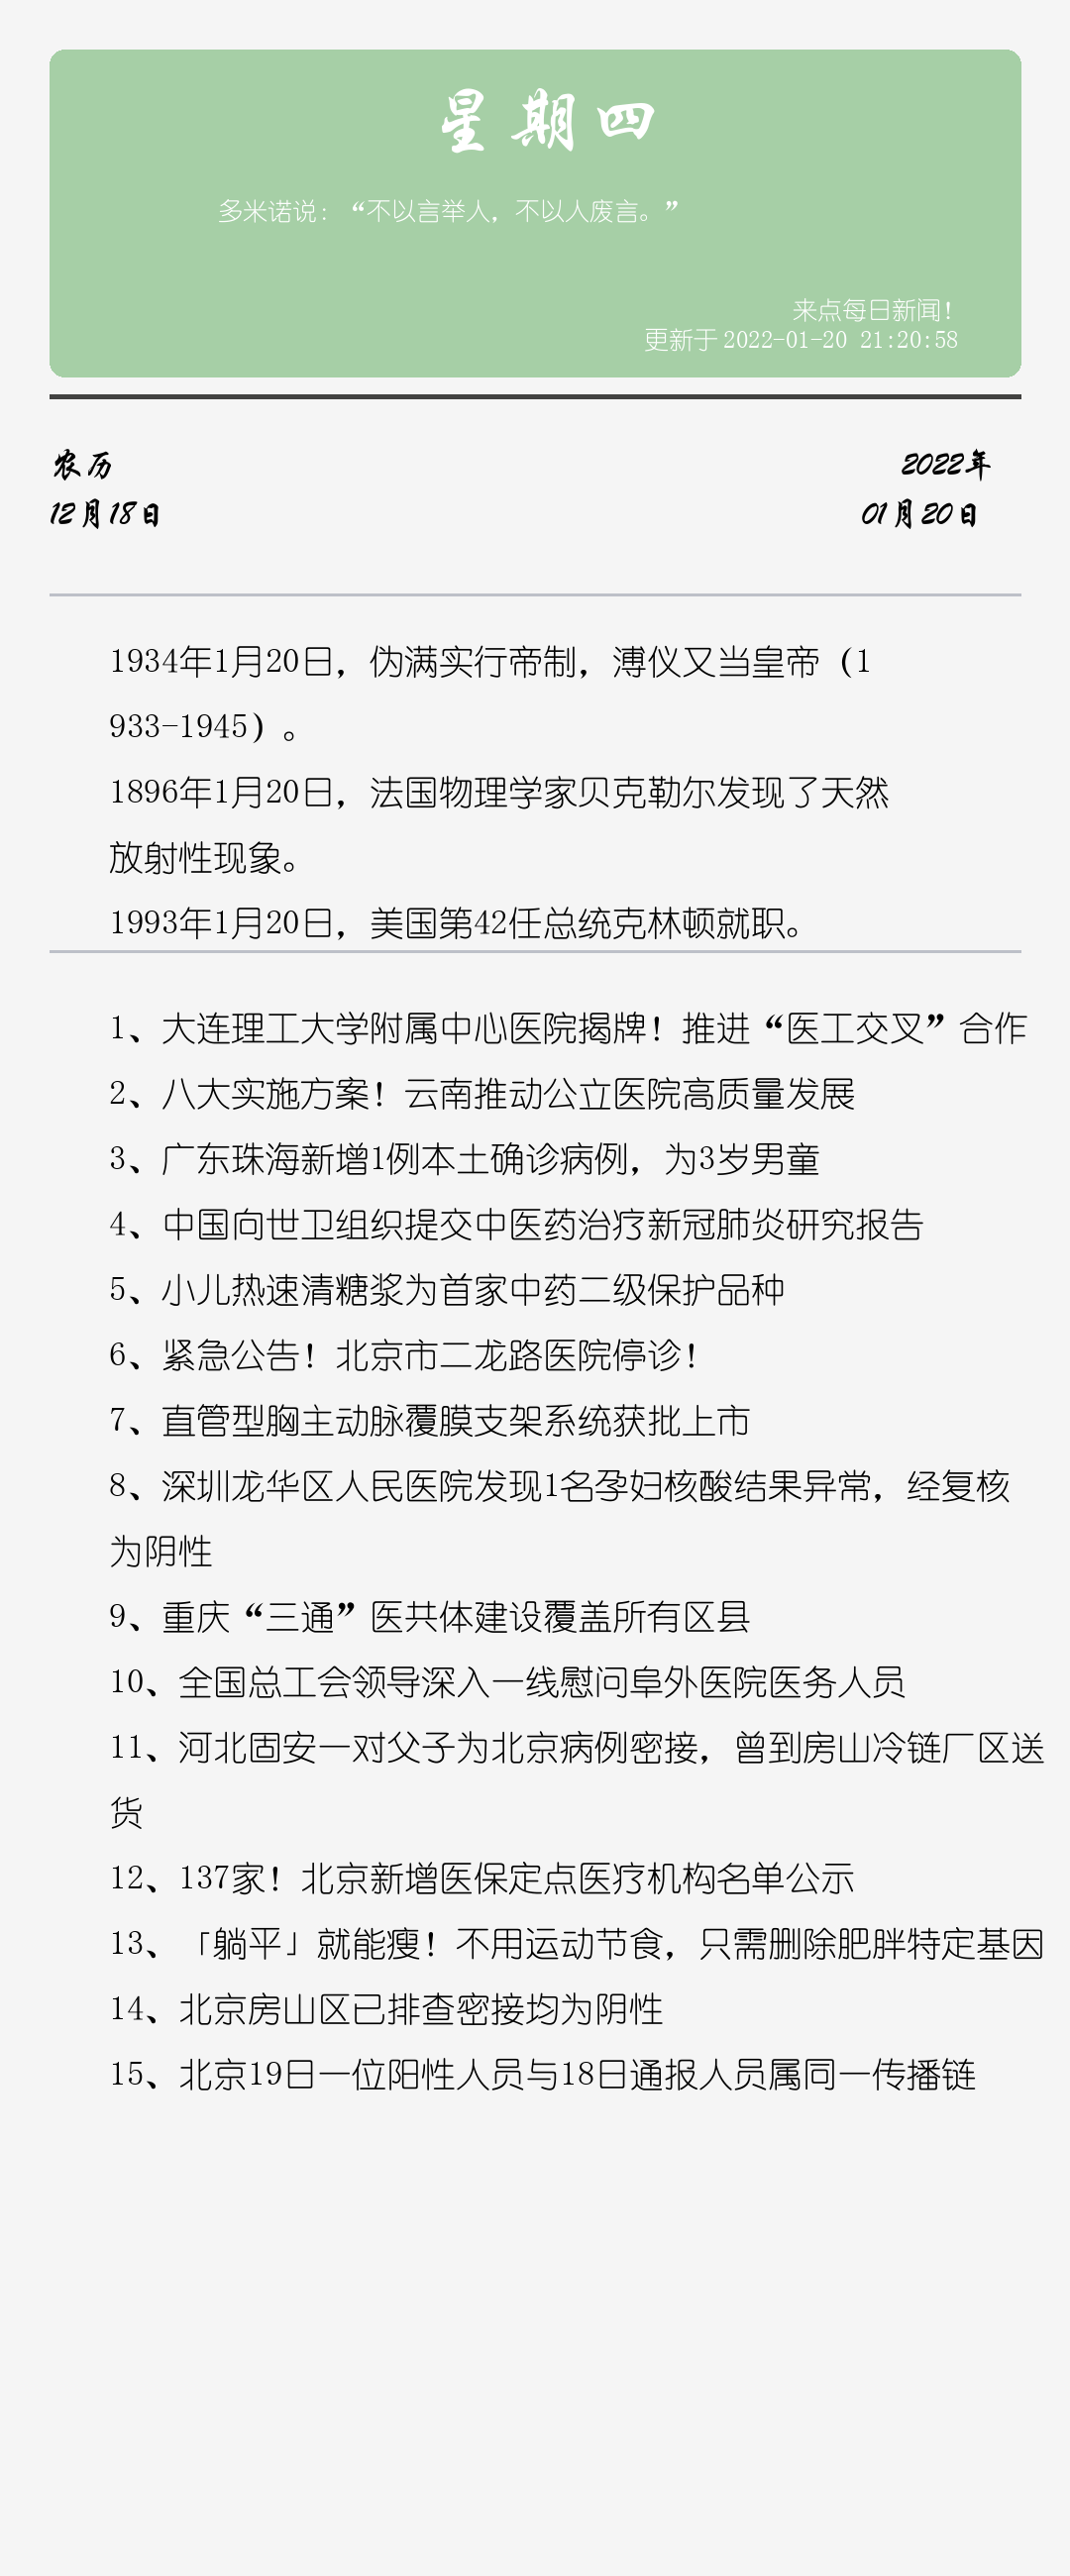 星期四
多米诺说：“不以言举人，不以人废言。”
来点每日新闻！
更新于 2022-01-20 21:20:58
农历
2022年
12月18日
01月20日
1934年1月20日，伪满实行帝制，溥仪又当皇帝（1
933-1945）。
1896年1月20日，法国物理学家贝克勒尔发现了天然
放射性现象。
1993年1月20日，美国第42任总统克林顿就职。
1、大连理工大学附属中心医院揭牌！推进“医工交叉”合作
2、八大实施方案！云南推动公立医院高质量发展
3、广东珠海新增1例本土确诊病例，为3岁男童
4、中国向世卫组织提交中医药治疗新冠肺炎研究报告
5、小儿热速清糖浆为首家中药二级保护品种
6、紧急公告！北京市二龙路医院停诊！
7、直管型胸主动脉覆膜支架系统获批上市
8、深圳龙华区人民医院发现1名孕妇核酸结果异常，经复核
为阴性
9、重庆“三通”医共体建设覆盖所有区县
10、全国总工会领导深入一线慰问阜外医院医务人员
11、河北固安一对父子为北京病例密接，曾到房山冷链厂区送
货
12、137家！北京新增医保定点医疗机构名单公示
13、「躺平」就能瘦！不用运动节食，只需删除肥胖特定基因
14、北京房山区已排查密接均为阴性
15、北京19日一位阳性人员与18日通报人员属同一传播链